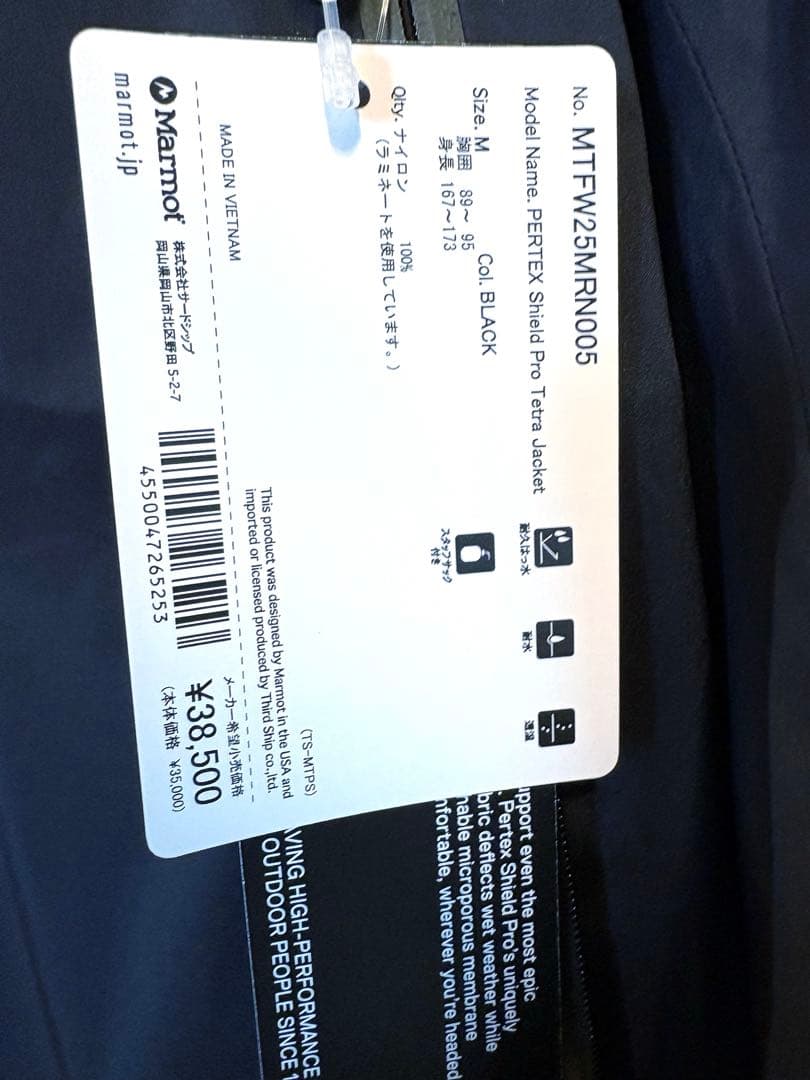 No. MTFW25MRN005
Model Name. PERTEX Shield Pro Tetra Jacket
耐久はっ水
耐水
透湿
Size. M
胸囲 89～ 95
身長 167～173
Col. BLACK
スタッフサック
付き
Qlty. ナイロン 100%
(ラミネートを使用しています。)
(TS-MTPS)
This product was designed by Marmot in the USA and
imported or licensed produced by Third Ship co.,ltd.
MADE IN VIETNAM
Marmot
marmot.jp
株式会社サードシップ
岡山県岡山市北区野田 5-2-7
4550047265253
メーカー希望小売価格
¥38,500
(本体価格 ¥35,000)
upport even the most epic
. Pertex Shield Pro's uniquely
bric deflects wet weather while
hable microporous membrane
nfortable, wherever you're headed
VING HIGH-PERFORMANCE
OUTDOOR PEOPLE SINCE 1